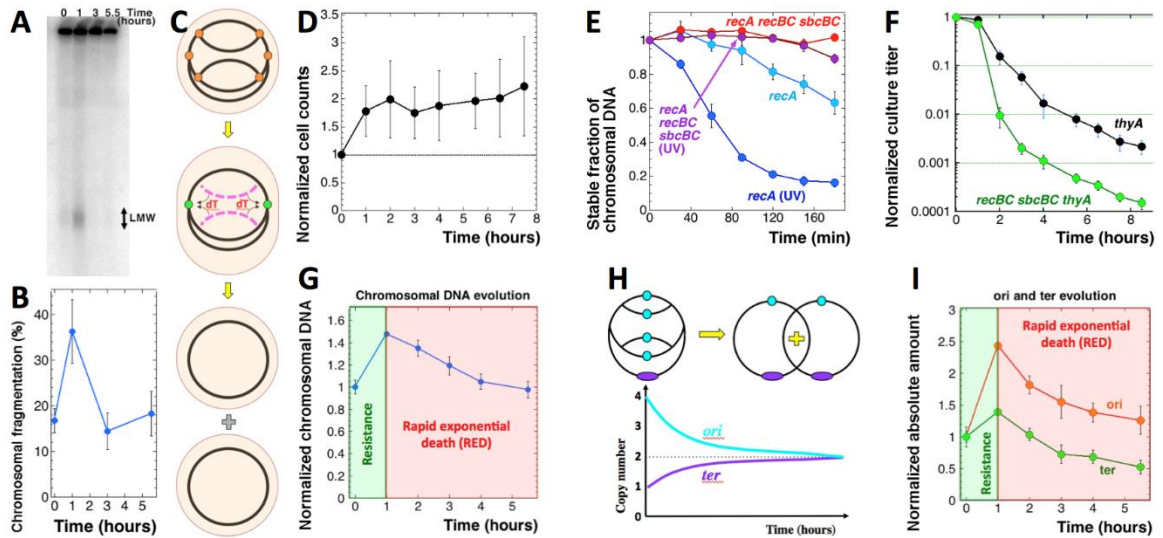 A
0 1 3 5.5 Time (hours)
LMW
B
Chromosomal fragmentation (%)
40
30
20
10
0
0 1 2 3 4 5
Time (hours)
C
dT dT
D
Normalized cell counts
3.5
3
2.5
2
1.5
1
0 1 2 3 4 5 6 7 8
Time (hours)
E
Stable fraction of
chromosomal DNA
1.0
0.8
0.6
0.4
0.2
0
0 40 80 120 160
Time (min)
recA recBC sbcBC
recA
recA
recBC
sbcBC
(UV)
recA (UV)
F
Normalized culture titer
1
0.1
0.01
0.001
0.0001
0 2 4 6 8
Time (hours)
thyA
recBC sbcBC thyA
G
Chromosomal DNA evolution
Normalized chromosomal DNA
1.6
1.4
1.2
1
0.8
0.6
0.4
0.2
0
0 1 2 3 4 5
Time (hours)
Resistance
Rapid exponential
death (RED)
H
Copy number
4
3
2
1
ori
ter
Time (hours)
I
ori and ter evolution
Normalized absolute amount
3
2.5
2
1.5
1
0.5
0
0 1 2 3 4 5
Time (hours)
Resistance
Rapid exponential
death (RED)
ori
ter